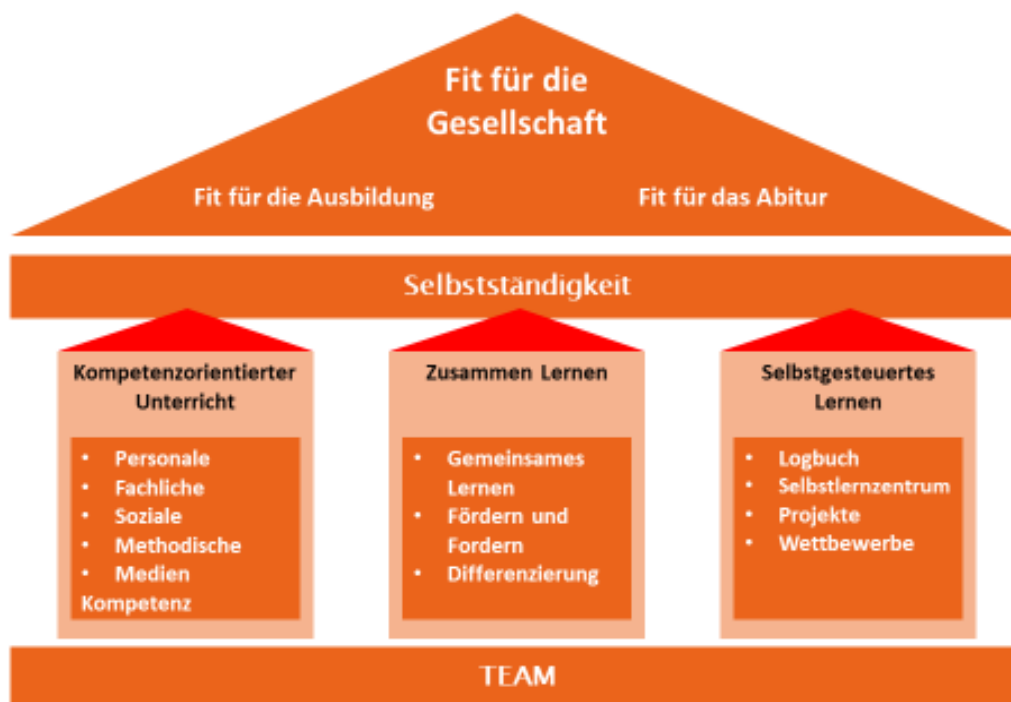 Fit für die
Gesellschaft
Fit für die Ausbildung
Fit für das Abitur
Selbstständigkeit
Kompetenzorientierter
Unterricht
• Personale
• Fachliche
• Soziale
• Methodische
• Medien
Kompetenz
Zusammen Lernen
• Gemeinsames
Lernen
• Fördern und
Fordern
• Differenzierung
Selbstgesteuertes
Lernen
• Logbuch
• Selbstlernzentrum
• Projekte
• Wettbewerbe
TEAM